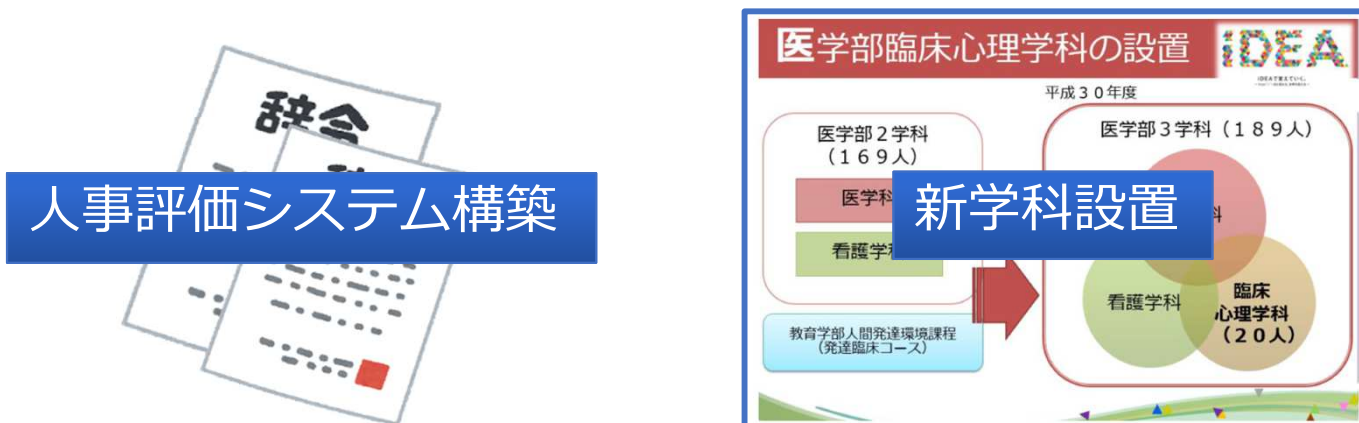 辞令
人事評価システム構築
医学部臨床心理学科の設置
iDEA
平成30年度
医学部2学科
(169人)
医学科
看護学
教育学部人間発達環境課程
(発達臨床コース)
新学科設置
医学部3学科(189人)
科
看護学科
臨床
心理学科
(20人)